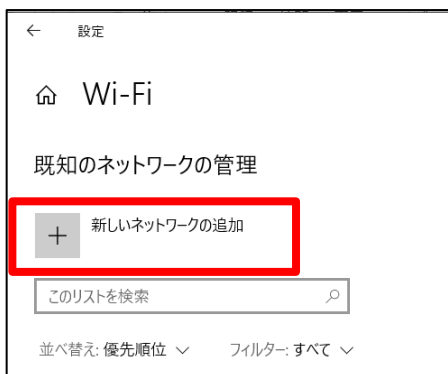 ← 設定
Wi-Fi
既知のネットワークの管理
+ 新しいネットワークの追加
このリストを検索
並べ替え: 優先順位 フィルター: すべて